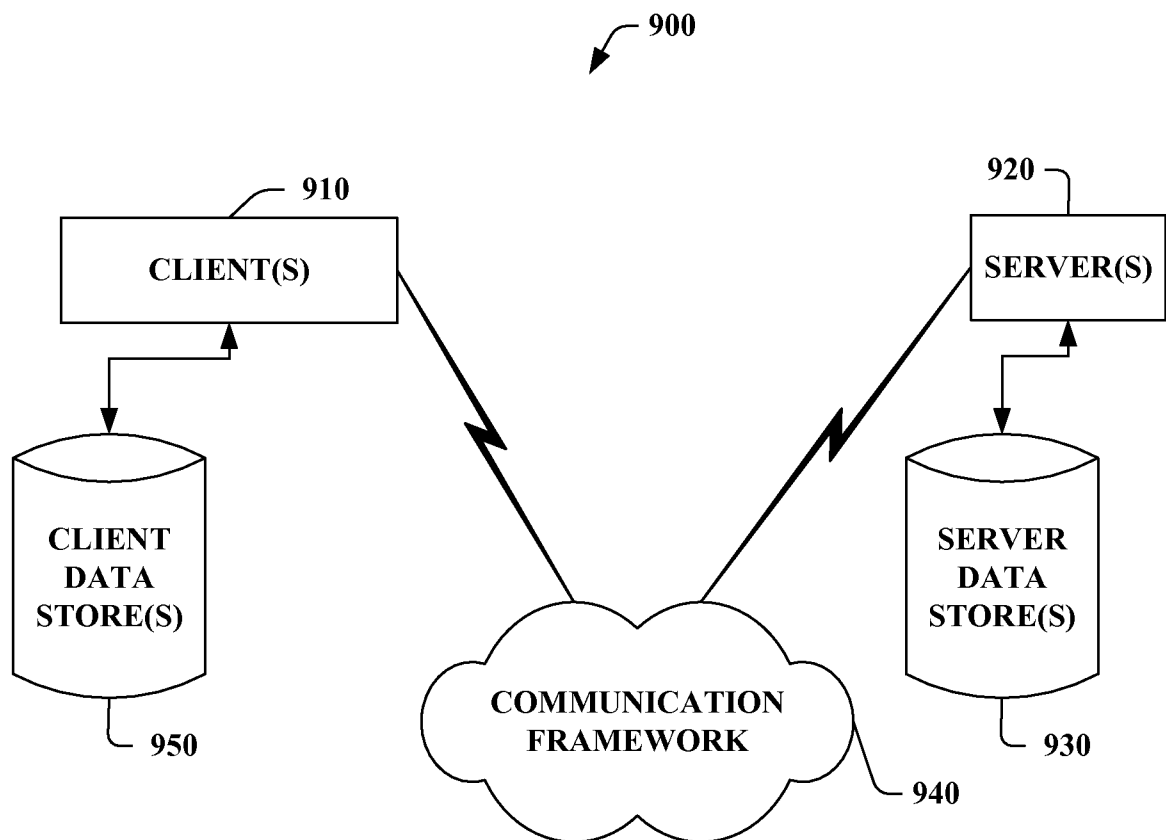 900
910
920
CLIENT(S)
SERVER(S)
CLIENT
DATA
STORE(S)
SERVER
DATA
STORE(S)
COMMUNICATION
FRAMEWORK
950
930
940